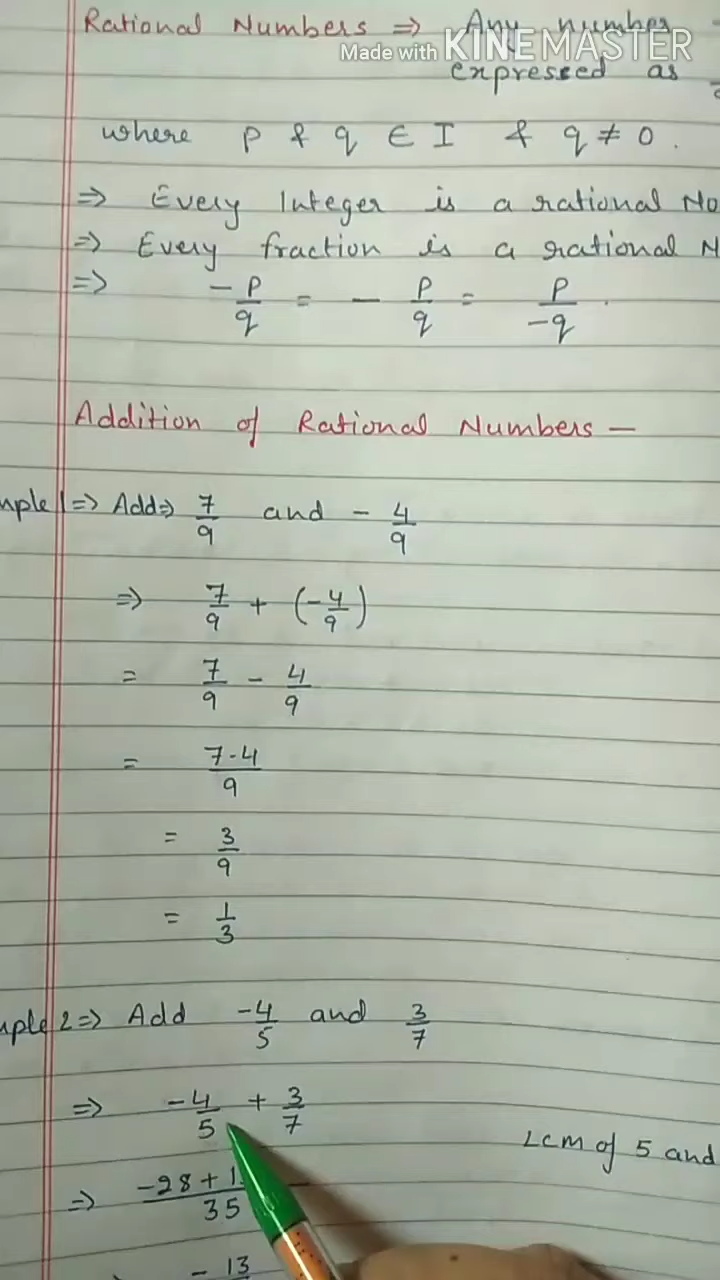 Rational Numbers ⇒ Any number
Made with KINEMASTER
expressed as
where p & q ∈ I & q ≠ 0.
⇒ Every Integer is a rational No
⇒ Every fraction is a rational N
⇒ -p/q = - p/q = p/-q.
Addition of Rational Numbers —
mple 1 ⇒ Add ⇒ 7/9 and - 4/9
⇒ 7/9 + (-4/9)
= 7/9 - 4/9
= 7-4/9
= 3/9
= 1/3
mple 2 ⇒ Add -4/5 and 3/7
⇒ -4/5 + 3/7
LCM of 5 and
⇒ -28+1/35
- 13